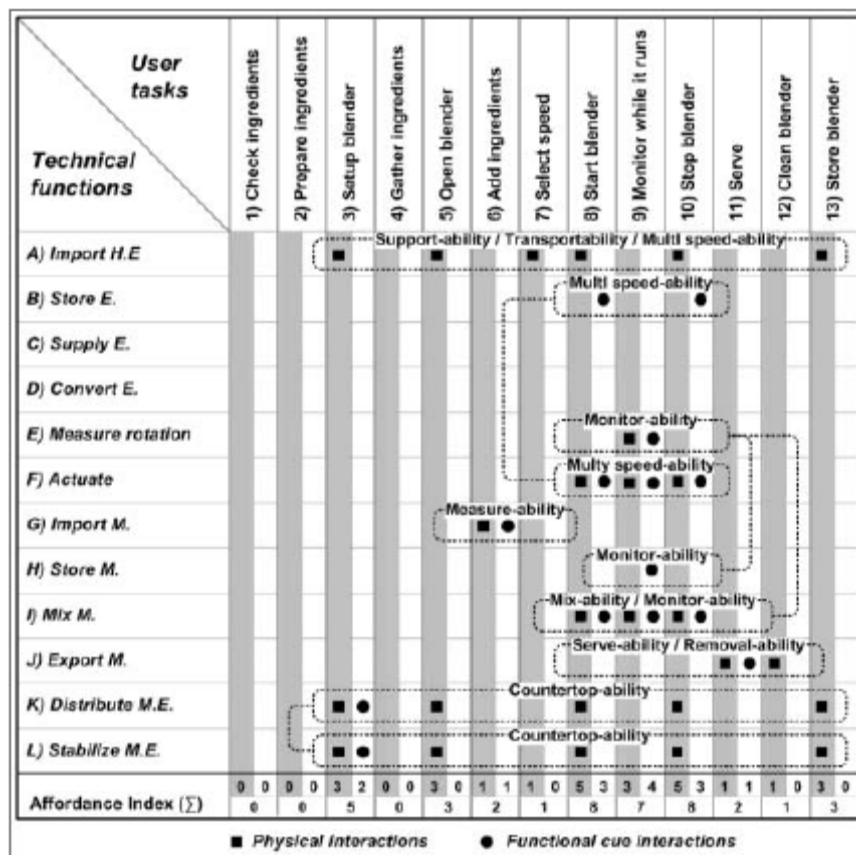 User
tasks
Technical
functions
1) Check ingredients
2) Prepare ingredients
3) Setup blender
4) Gather ingredients
5) Open blender
6) Add ingredients
7) Select speed
8) Start blender
9) Monitor while it runs
10) Stop blender
11) Serve
12) Clean blender
13) Store blender
A) Import H.E
Support-ability / Transportability / Multi speed-ability
B) Store E.
Multi speed-ability
C) Supply E.
D) Convert E.
E) Measure rotation
Monitor-ability
F) Actuate
Multy speed-ability
G) Import M.
Measure-ability
H) Store M.
Monitor-ability
I) Mix M.
Mix-ability / Monitor-ability
J) Export M.
Serve-ability / Removal-ability
K) Distribute M.E.
Countertop-ability
L) Stabilize M.E.
Countertop-ability
Affordance Index (∑)
0 0 0 0 3 2 0 0 3 0 1 1 1 0 5 3 3 4 5 3 1 1 1 0 3 0
0 0 5 0 3 2 1 8 7 8 2 1 3
Physical interactions
Functional cue interactions